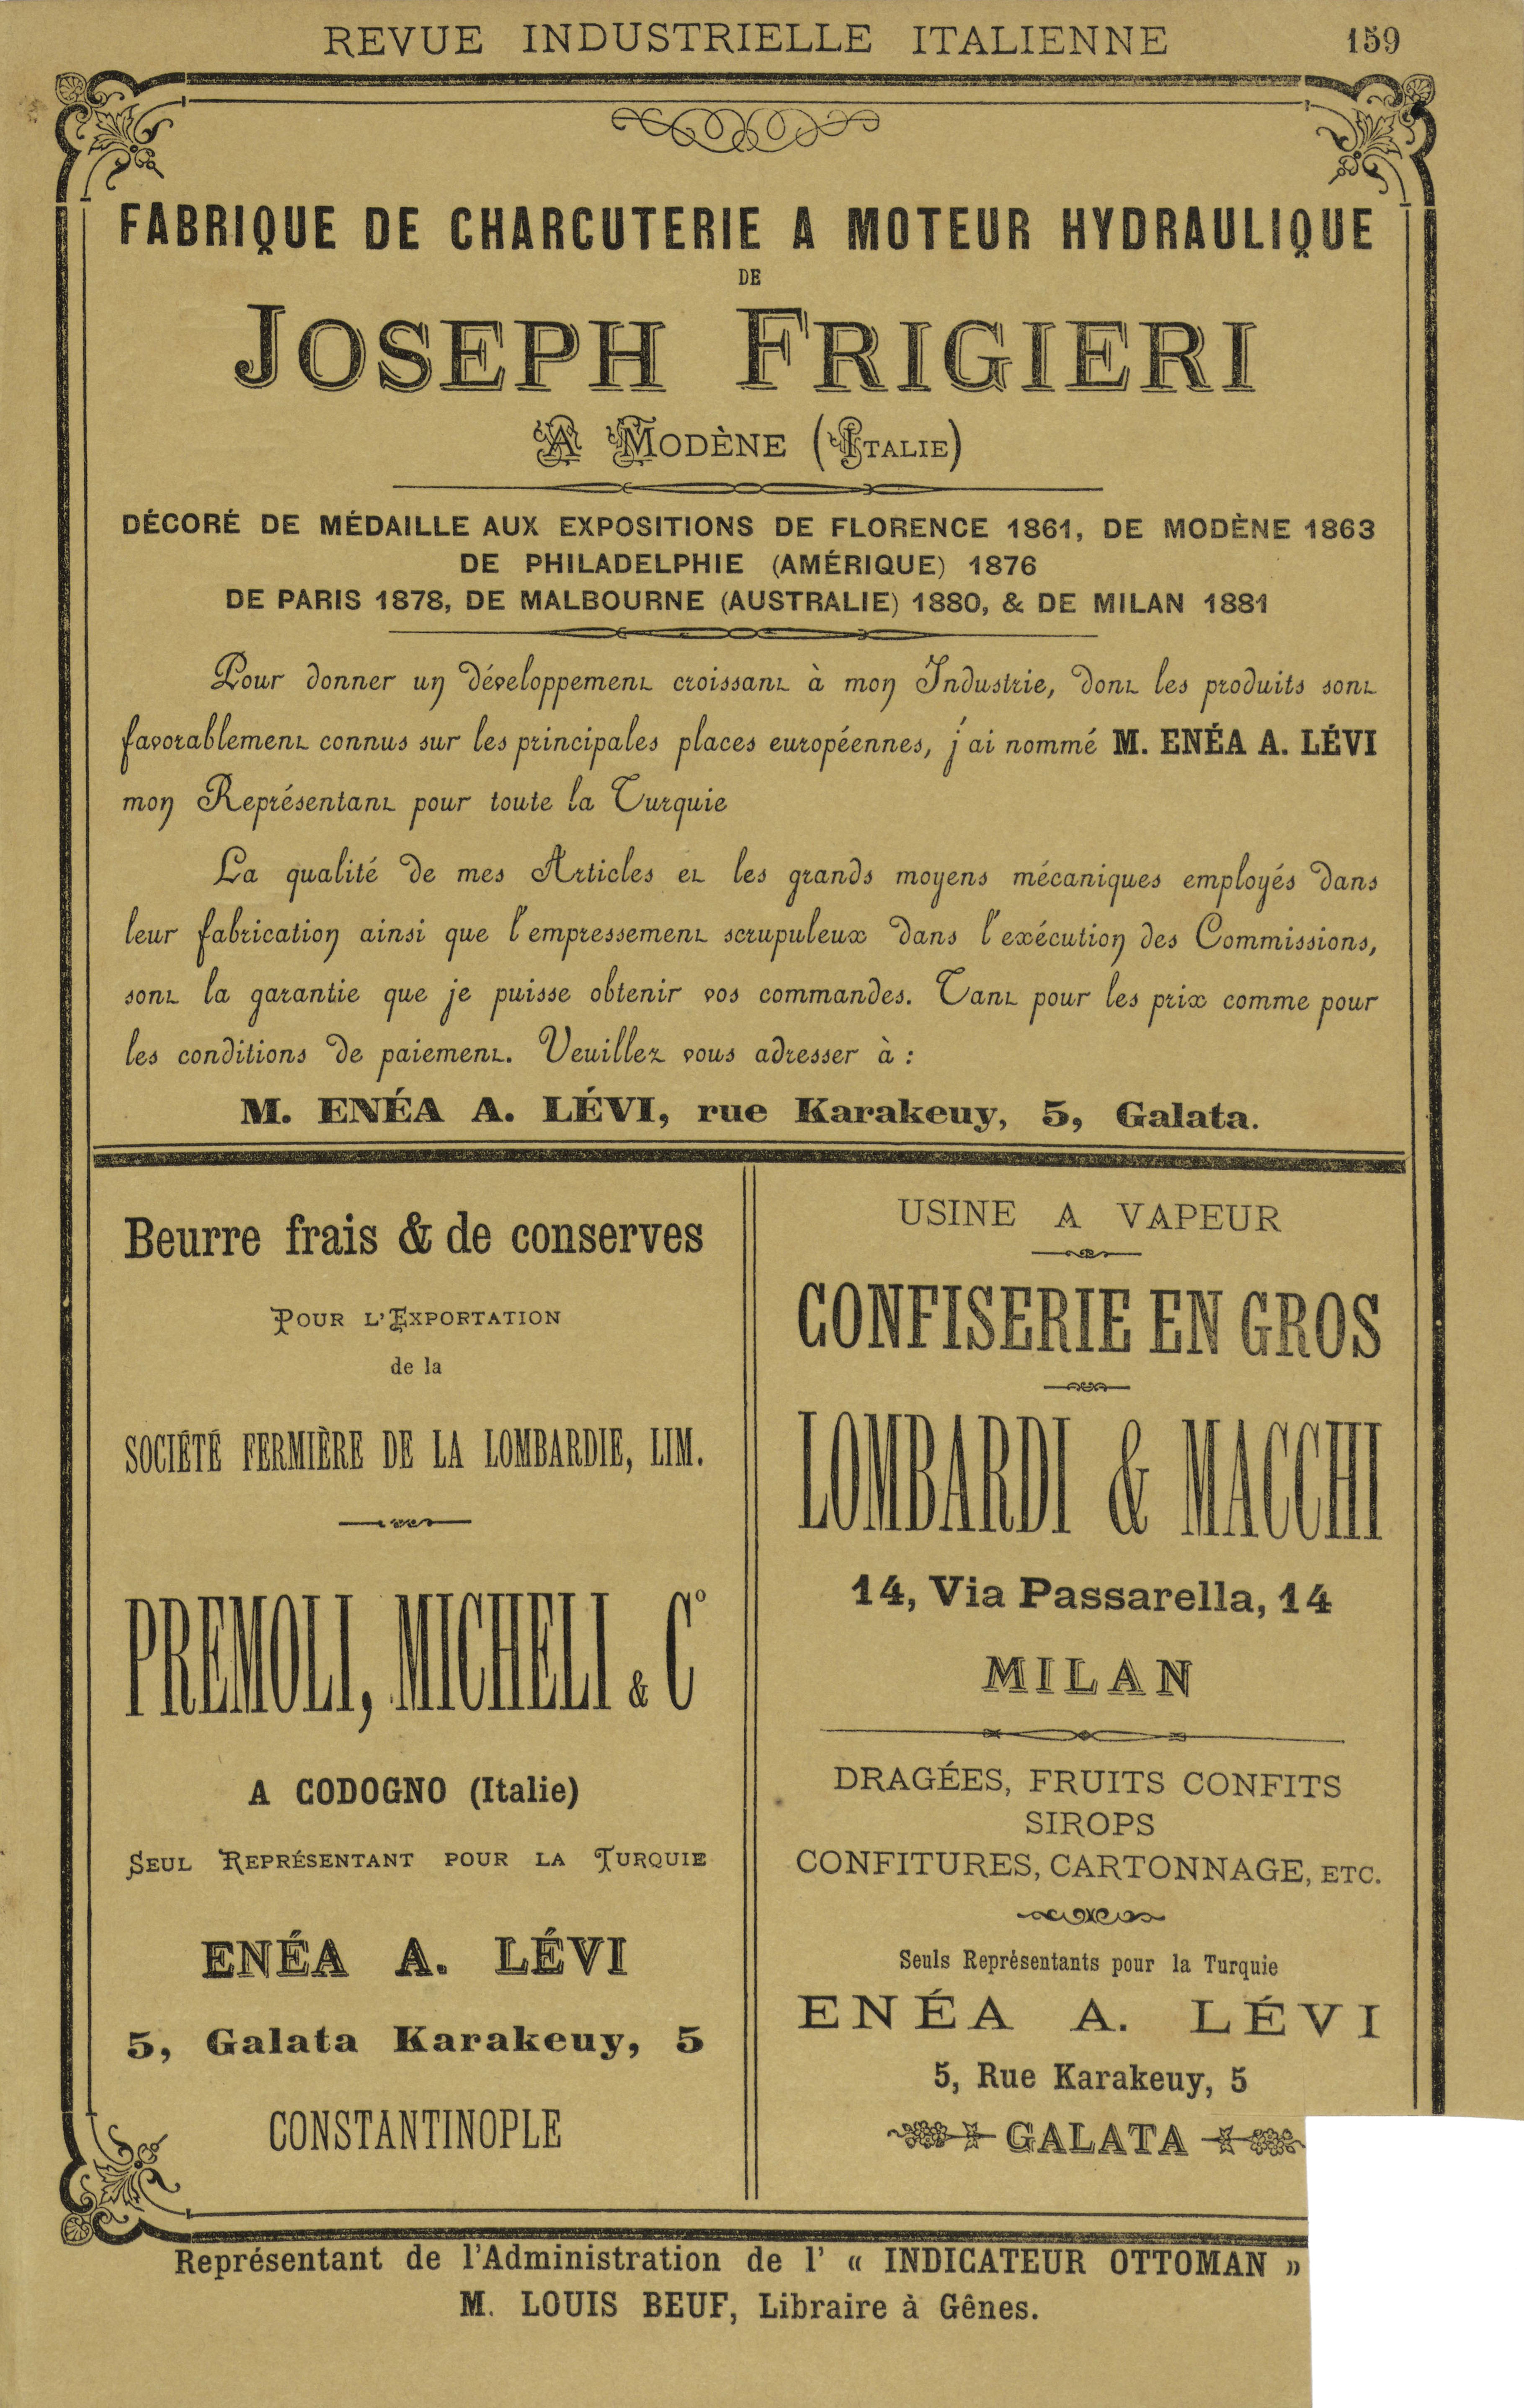 REVUE INDUSTRIELLE ITALIENNE 159
FABRIQUE DE CHARCUTERIE A MOTEUR HYDRAULIQUE
DE
JOSEPH FRIGIERI
A MODÈNE (ITALIE)
DÉCORÉ DE MÉDAILLE AUX EXPOSITIONS DE FLORENCE 1861, DE MODÈNE 1863
DE PHILADELPHIE (AMÉRIQUE) 1876
DE PARIS 1878, DE MALBOURNE (AUSTRALIE) 1880, & DE MILAN 1881
Pour donner un développement croissant à mon Industrie, dont les produits sont
favorablement connus sur les principales places européennes, j'ai nommé M. ENÉA A. LÉVI
mon Représentant pour toute la Turquie
La qualité de mes Articles et les grands moyens mécaniques employés dans
leur fabrication ainsi que l'empressement scrupuleux dans l'exécution des Commissions,
sont la garantie que je puisse obtenir vos commandes. Tant pour les prix comme pour
les conditions de paiement. Veuillez vous adresser à :
M. ENÉA A. LÉVI, rue Karakeuy, 5, Galata.
Beurre frais & de conserves
POUR L'EXPORTATION
de la
SOCIÉTÉ FERMIÈRE DE LA LOMBARDIE, LIM.
PREMOLI, MICHELI & Cº
A CODOGNO (Italie)
SEUL REPRÉSENTANT POUR LA TURQUIE
ENÉA A. LÉVI
5, Galata Karakeuy, 5
CONSTANTINOPLE
USINE A VAPEUR
CONFISERIE EN GROS
LOMBARDI & MACCHI
14, Via Passarella, 14
MILAN
DRAGÉES, FRUITS CONFITS
SIROPS
CONFITURES, CARTONNAGE, ETC.
Seuls Représentants pour la Turquie
ENÉA A. LÉVI
5, Rue Karakeuy, 5
GALATA
Représentant de l'Administration de l' « INDICATEUR OTTOMAN »
M. LOUIS BEUF, Libraire à Gênes.